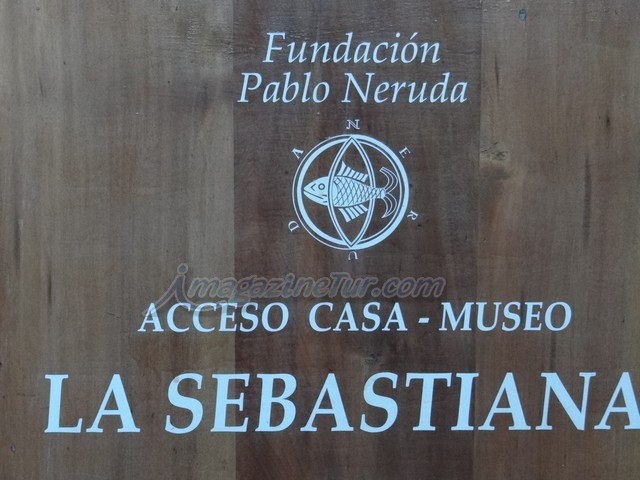 Fundación
Pablo Neruda
NERUDA
imagazineTur.com
ACCESO CASA - MUSEO
LA SEBASTIANA